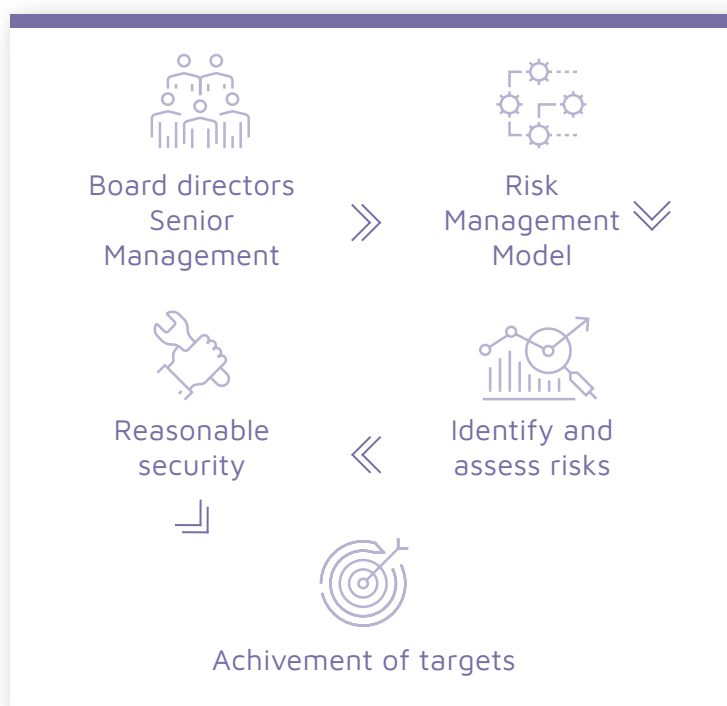 Board directors
Senior
Management
Risk
Management
Model
Reasonable
security
Identify and
assess risks
Achivement of targets